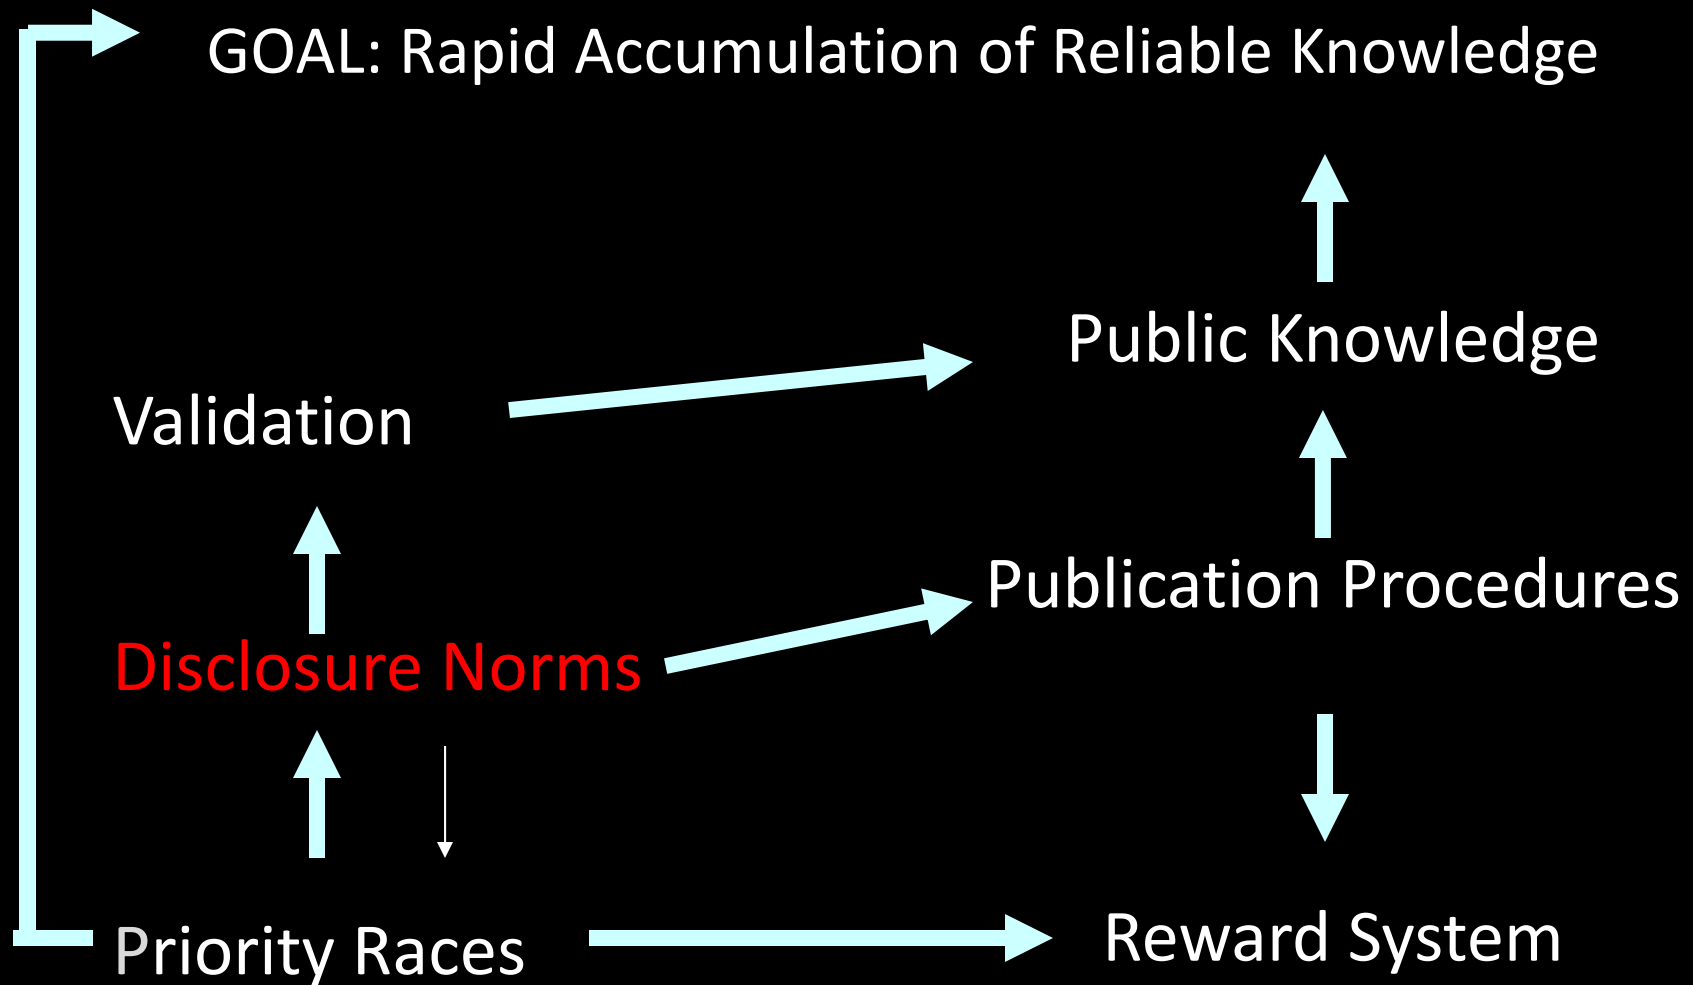 GOAL: Rapid Accumulation of Reliable Knowledge
Public Knowledge
Validation
Publication Procedures
Disclosure Norms
Reward System
Priority Races